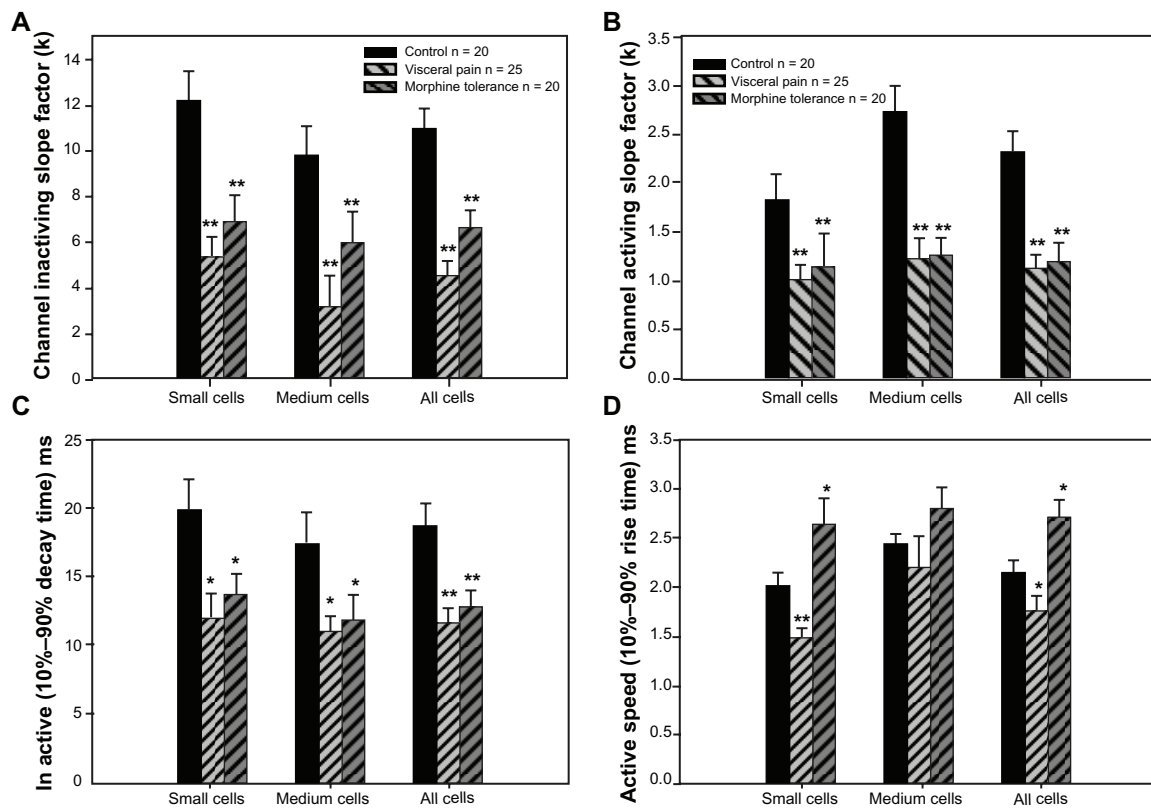 A
Channel inactiving slope factor (k)
14
12
10
8
6
4
2
0
Control n = 20
Visceral pain n = 25
Morphine tolerance n = 20
** ** ** ** ** **
Small cells Medium cells All cells
B
Channel activing slope factor (k)
3.5
3.0
2.5
2.0
1.5
1.0
0.5
0.0
Control n = 20
Visceral pain n = 25
Morphine tolerance n = 20
** ** ** ** ** **
Small cells Medium cells All cells
C
In active (10%–90% decay time) ms
25
20
15
10
5
0
* * * * ** **
Small cells Medium cells All cells
D
Active speed (10%–90% rise time) ms
3.5
3.0
2.5
2.0
1.5
1.0
0.5
0.0
** * * *
Small cells Medium cells All cells